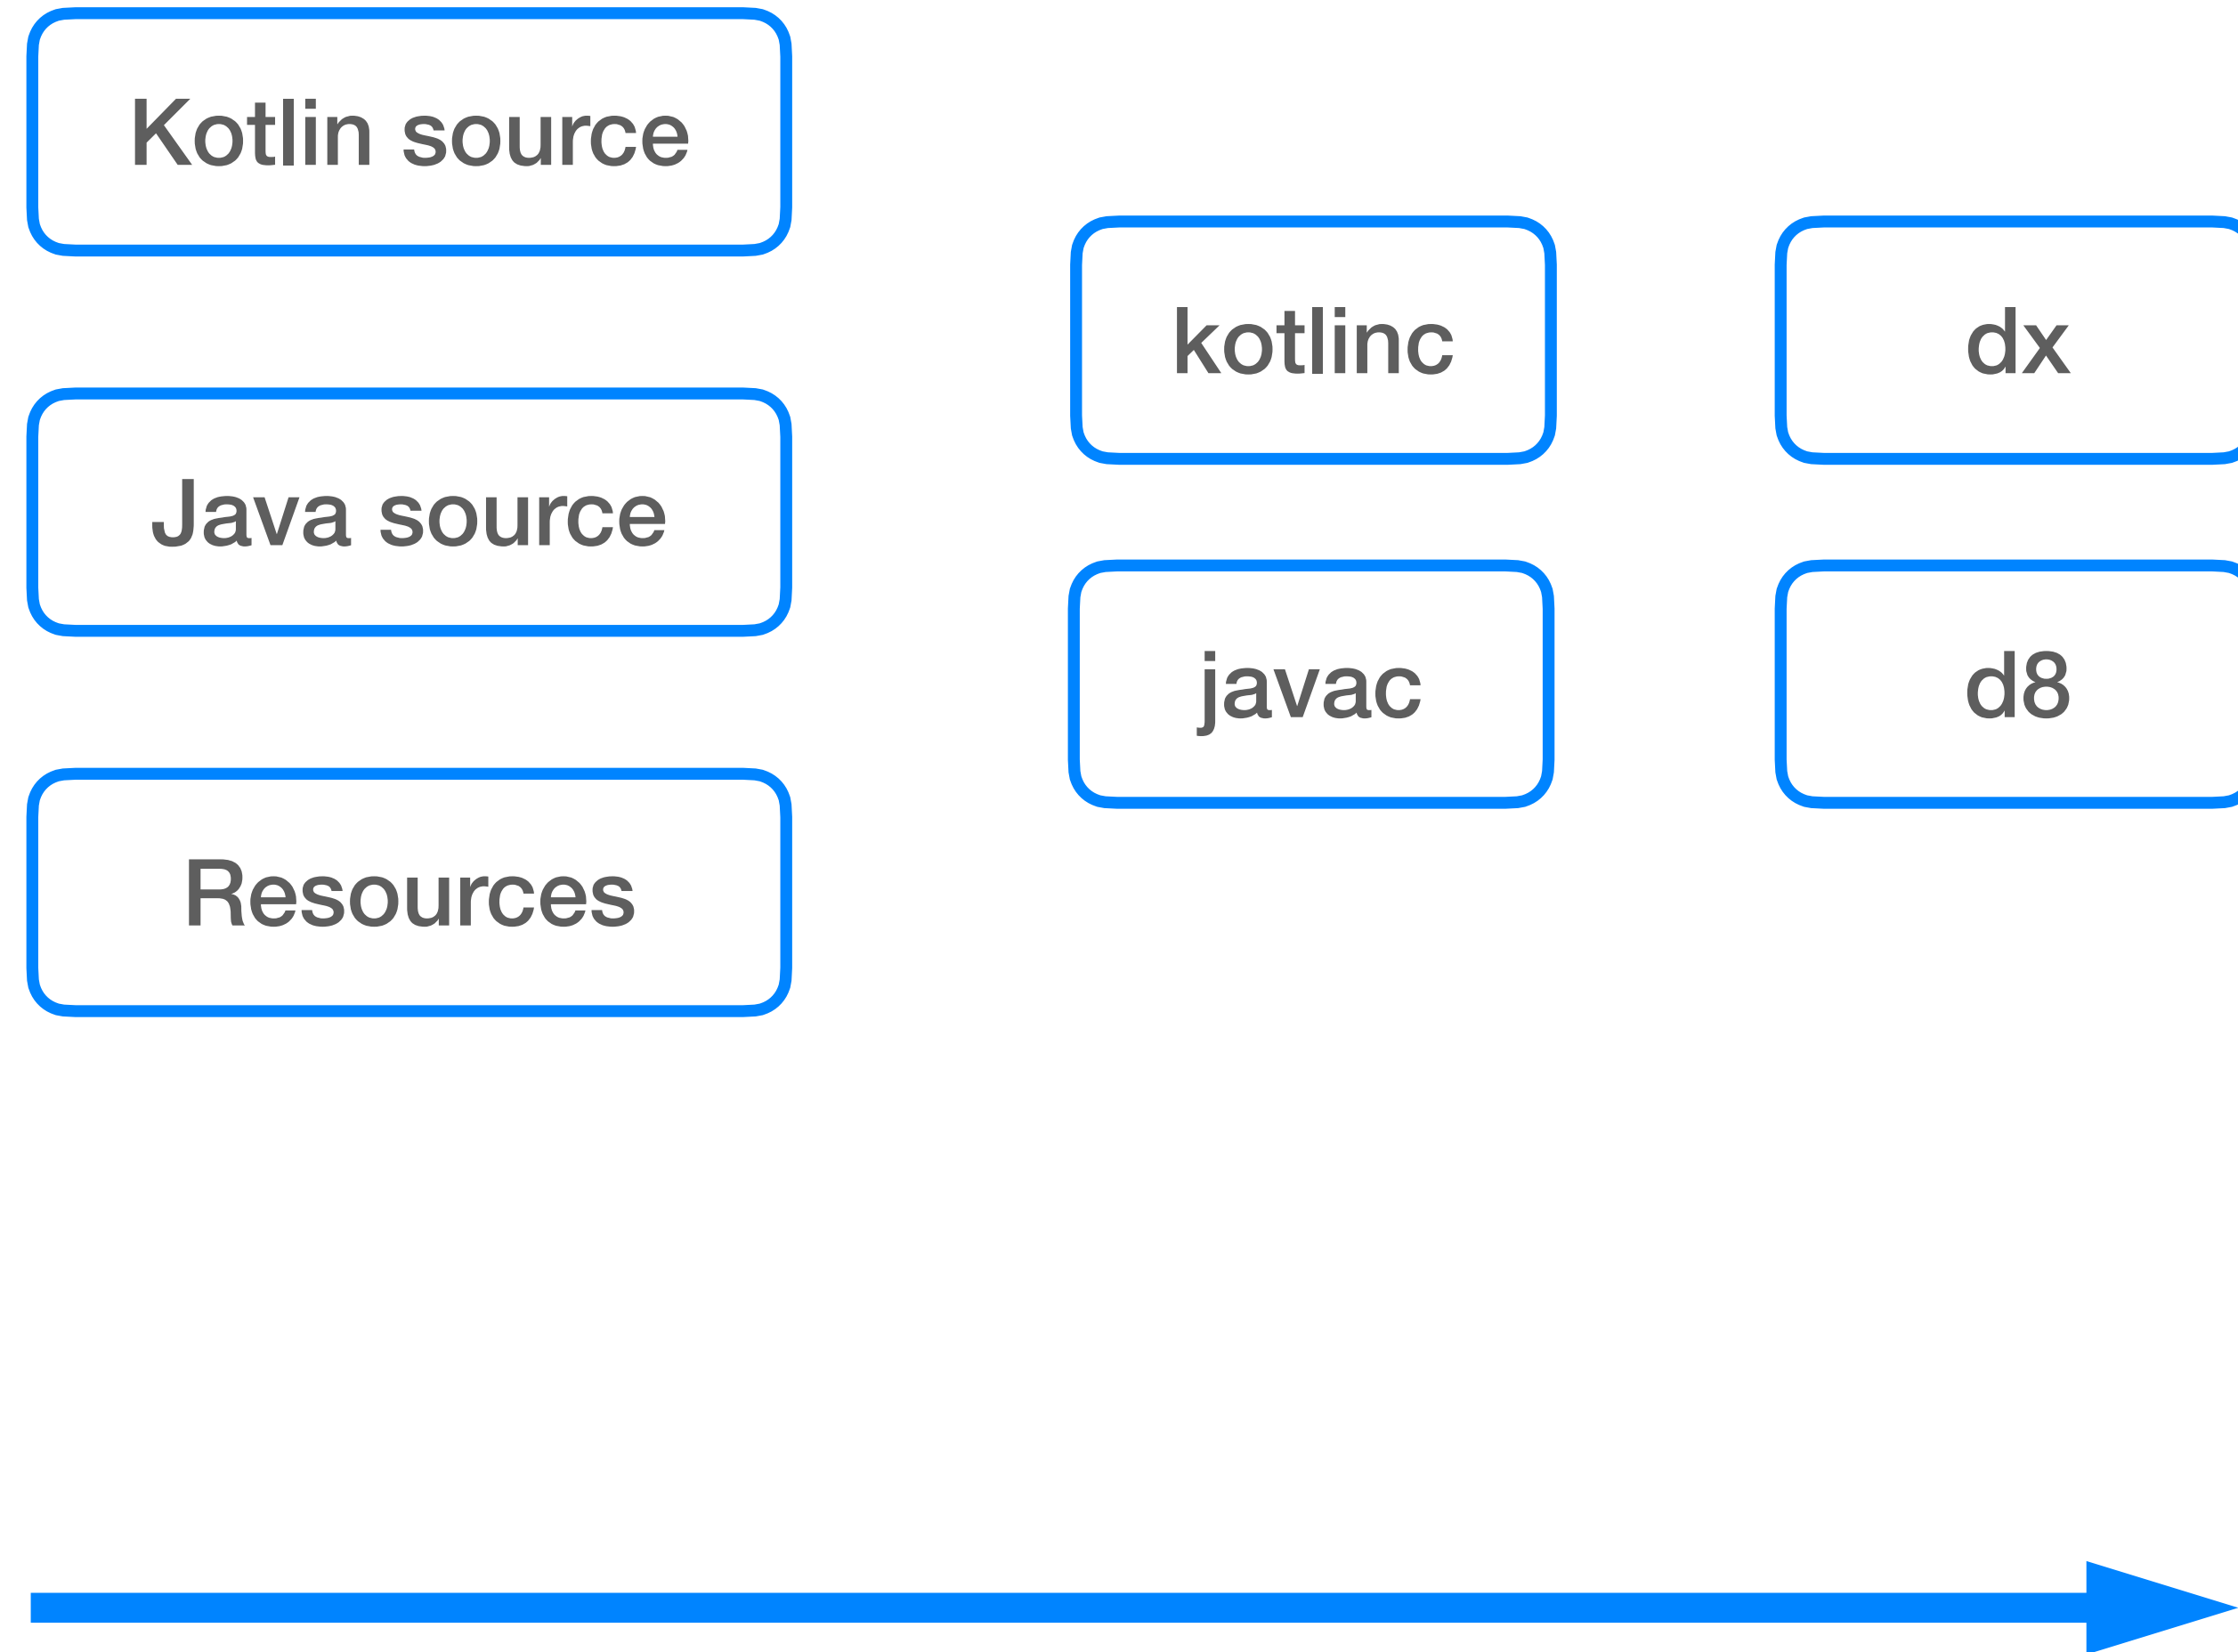 Kotlin source
Java source
Resources
kotlinc
javac
dx
d8